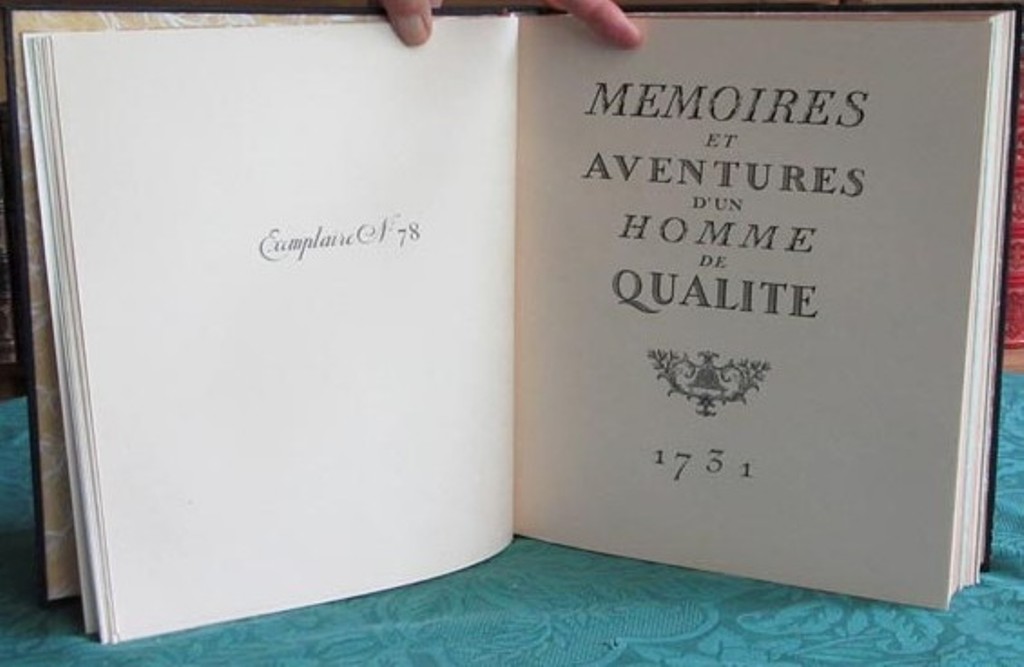 Exemplaire N° 78
MEMOIRES
ET
AVENTURES
D'UN
HOMME
DE
QUALITE
1731